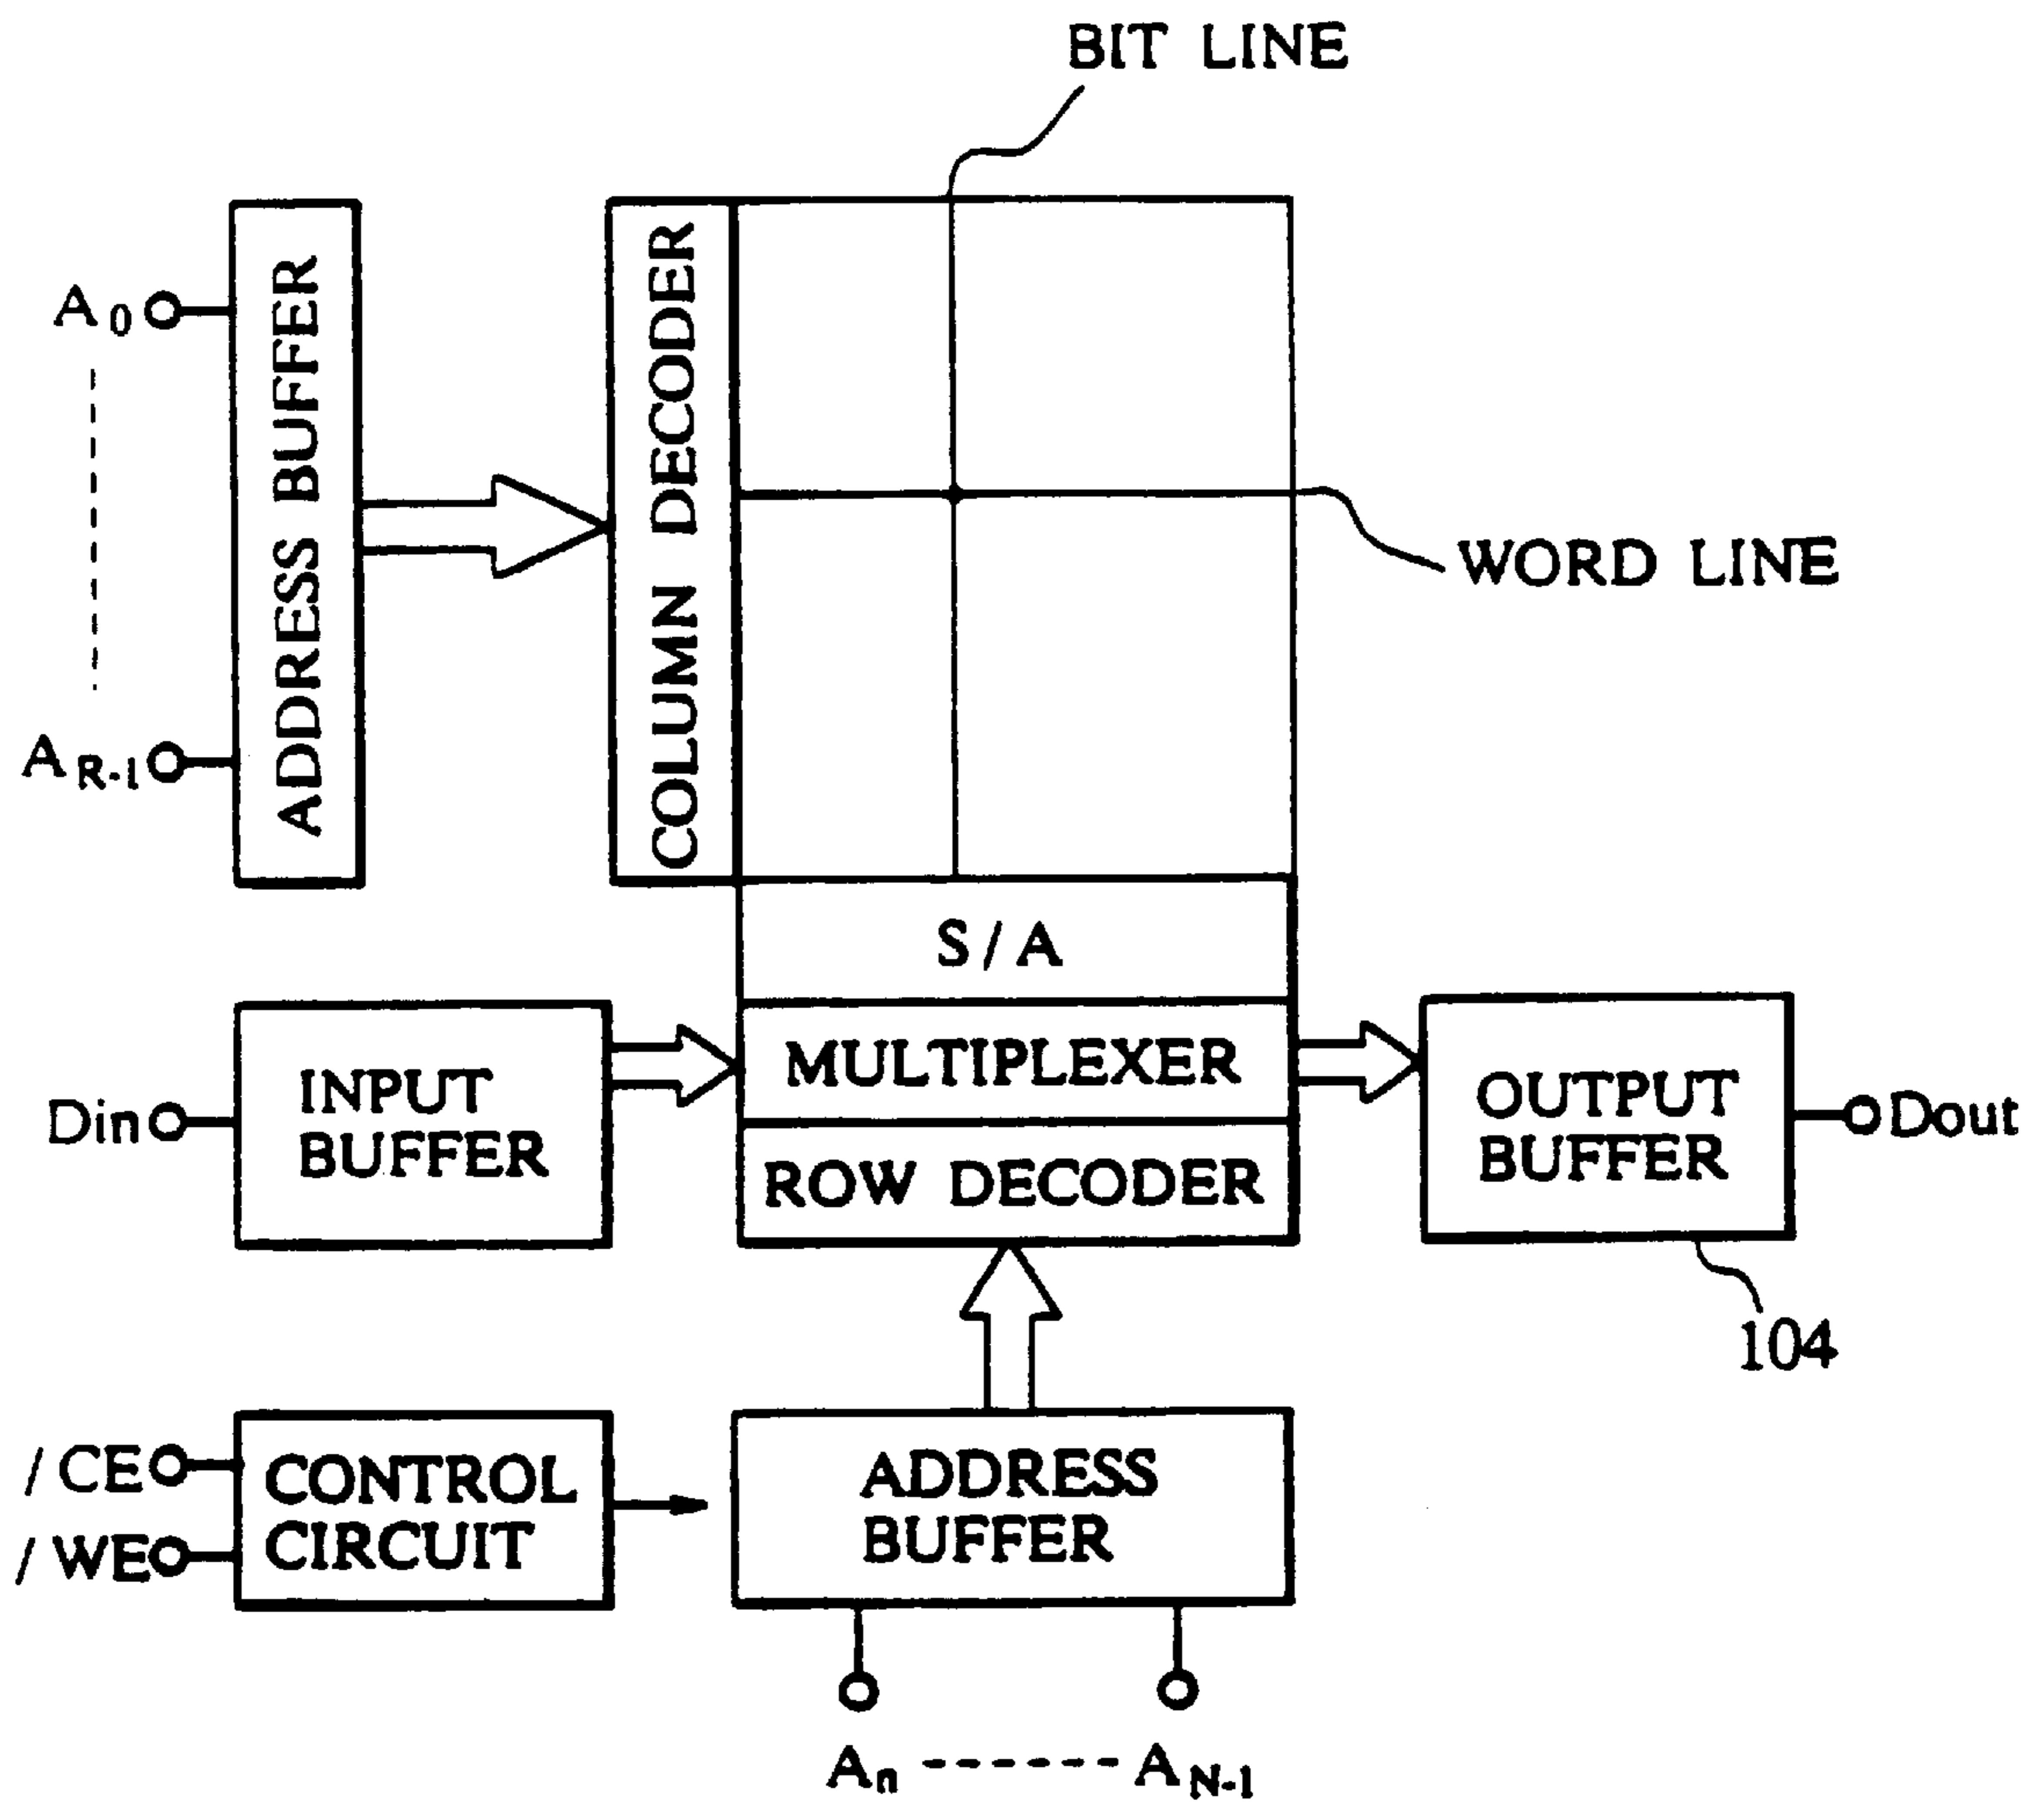 BIT LINE
A0
AR-1
ADDRESS BUFFER
COLUMN DECODER
WORD LINE
S/A
MULTIPLEXER
ROW DECODER
Din
INPUT
BUFFER
OUTPUT
BUFFER
Dout
104
/CE
/WE
CONTROL
CIRCUIT
ADDRESS
BUFFER
An ------ AN-1